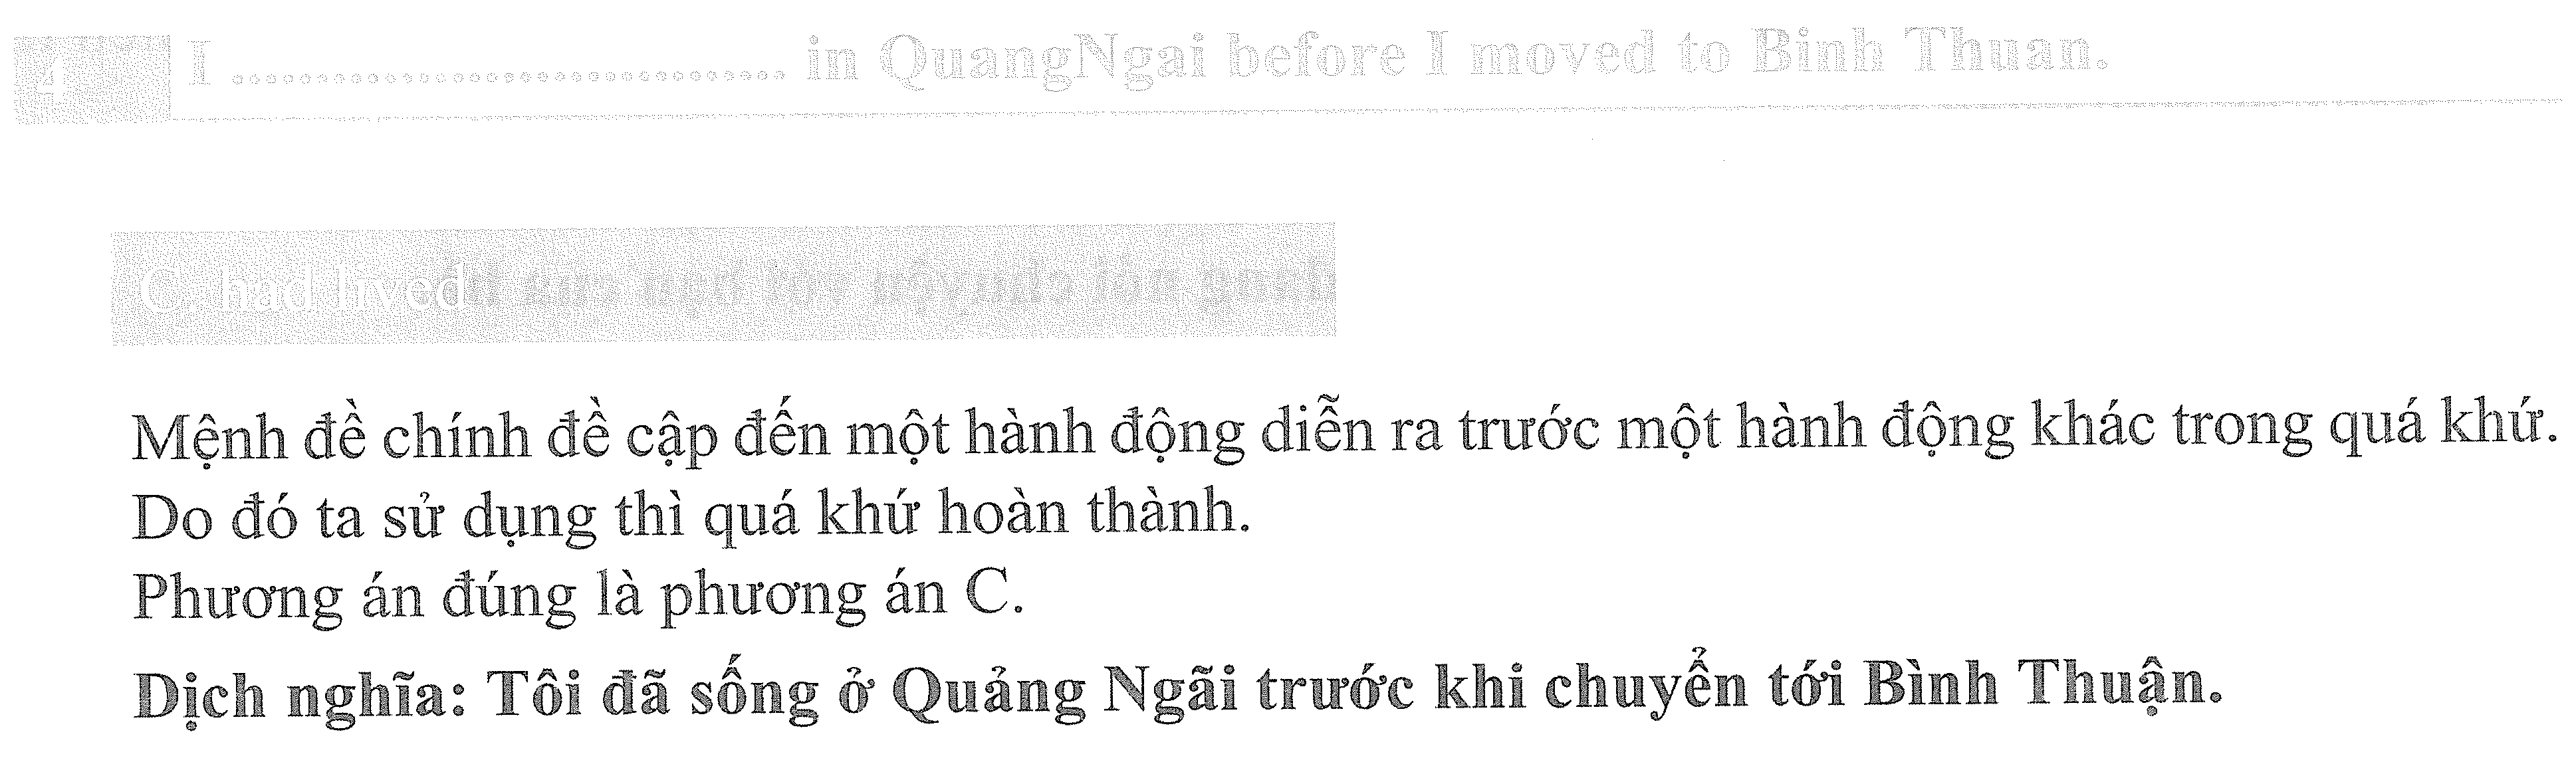 4 I .................................. in QuangNgai before I moved to Binh Thuan.
C. had lived
Mệnh đề chính đề cập đến một hành động diễn ra trước một hành động khác trong quá khứ.
Do đó ta sử dụng thì quá khứ hoàn thành.
Phương án đúng là phương án C.
Dịch nghĩa: Tôi đã sống ở Quảng Ngãi trước khi chuyển tới Bình Thuận.